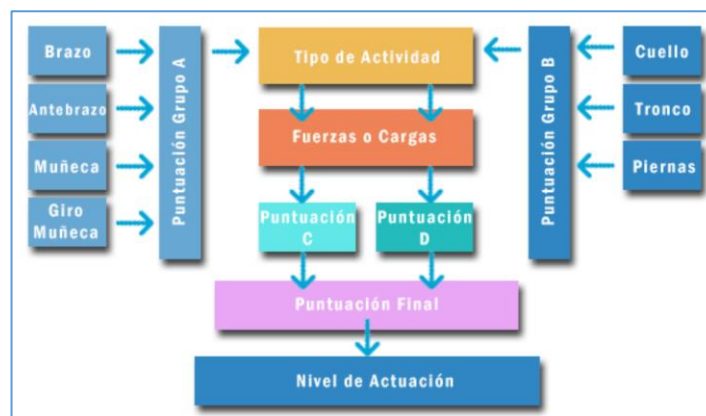 Brazo
Antebrazo
Muñeca
Giro
Muñeca
Puntuación Grupo A
Tipo de Actividad
Fuerzas o Cargas
Puntuación
C
Puntuación
D
Puntuación Final
Nivel de Actuación
Puntuación Grupo B
Cuello
Tronco
Piernas